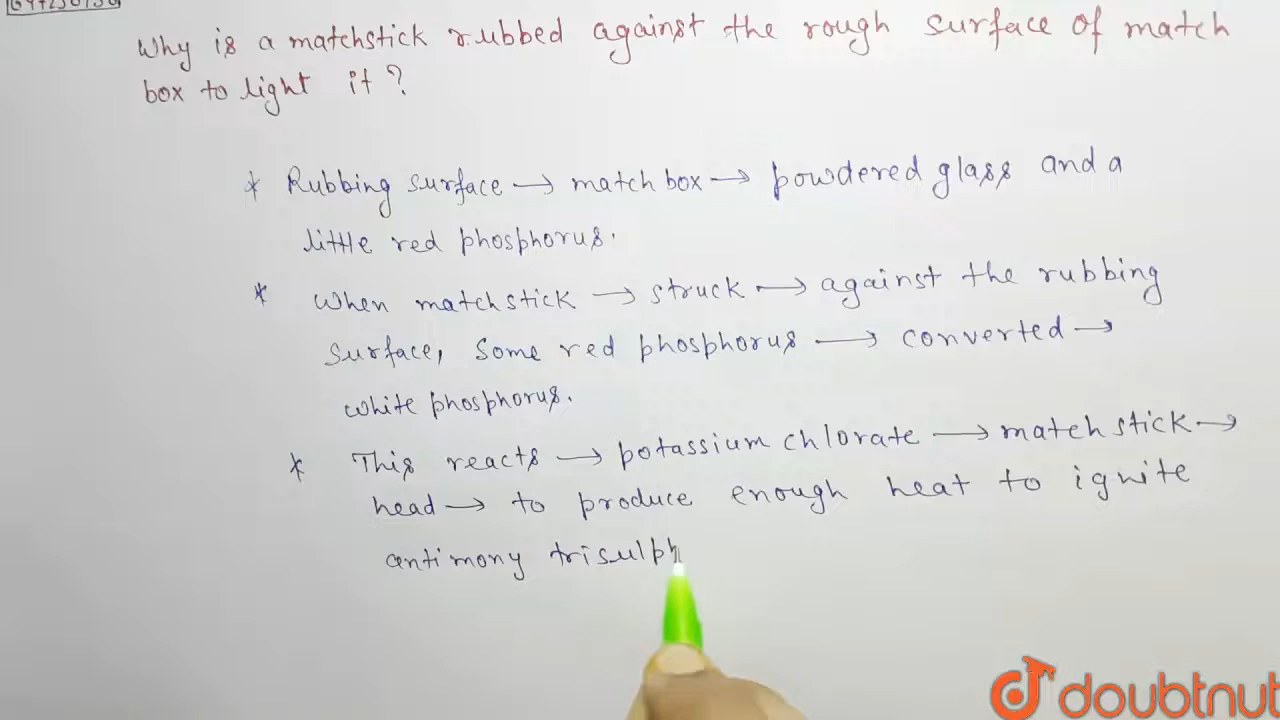 Why is a matchstick rubbed against the rough surface of match
box to light it?
* Rubbing surface → match box → powdered glass and a
little red phosphorus.
* When matchstick → struck → against the rubbing
surface, some red phosphorus → converted →
white phosphorus.
* This reacts → potassium chlorate → match stick →
head → to produce enough heat to ignite
antimony trisulph
doubtnut